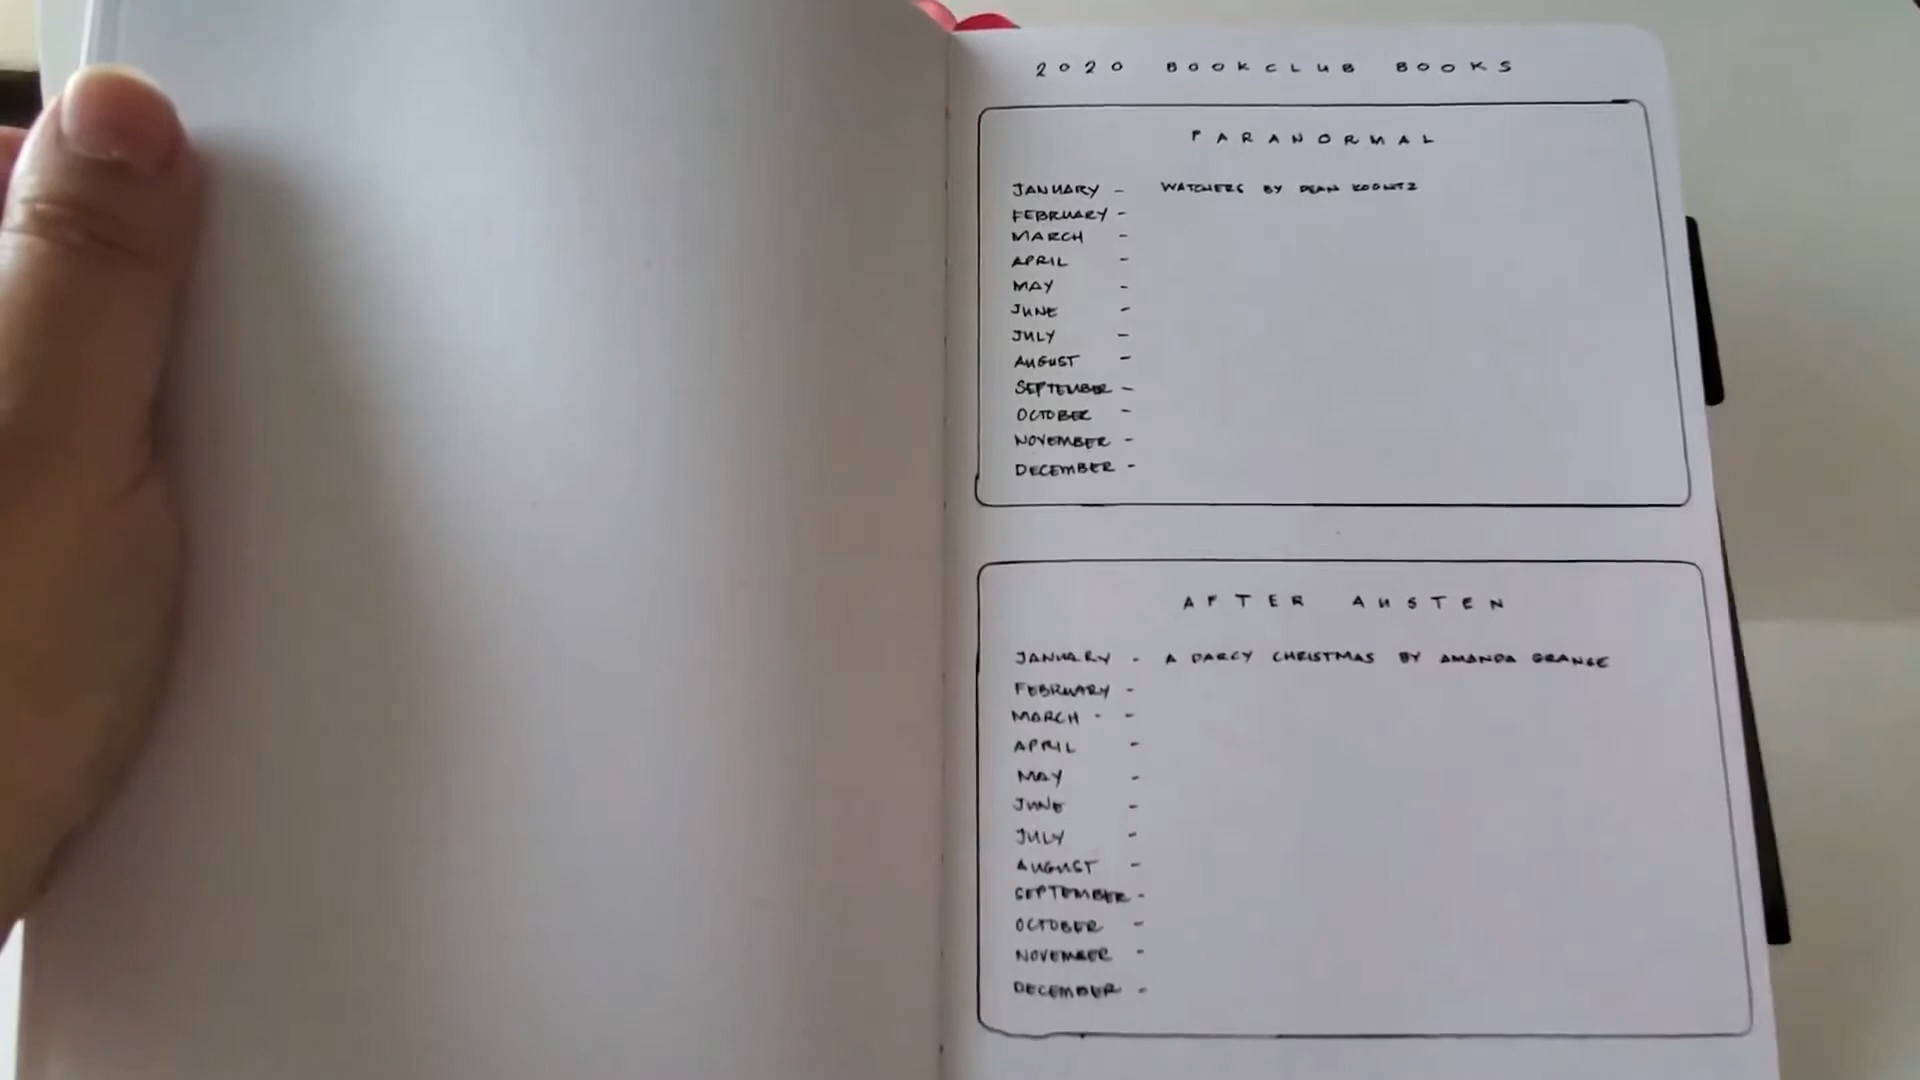 2020 BOOKCLUB BOOKS
PARANORMAL
JANUARY - WATCHERS BY DEAN KOONTZ
FEBRUARY -
MARCH -
APRIL -
MAY -
JUNE -
JULY -
AUGUST -
SEPTEMBER -
OCTOBER -
NOVEMBER -
DECEMBER -
AFTER AUSTEN
JANUARY - A DARCY CHRISTMAS BY AMANDA GRANGE
FEBRUARY -
MARCH - -
APRIL -
MAY -
JUNE -
JULY -
AUGUST -
SEPTEMBER -
OCTOBER -
NOVEMBER -
DECEMBER -